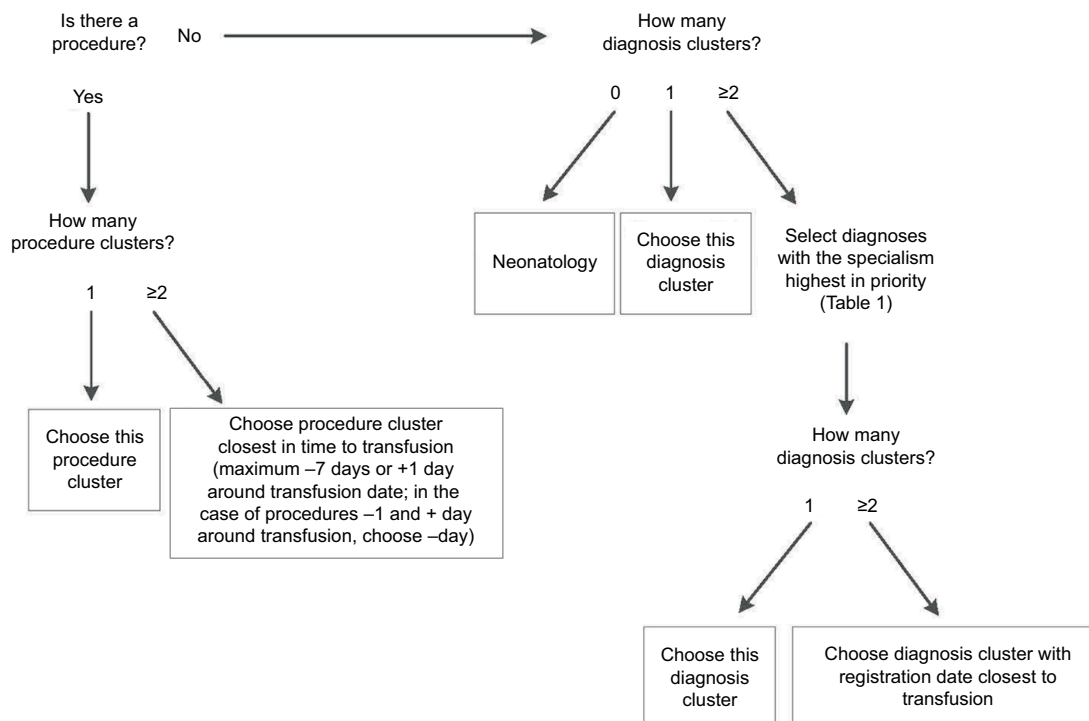 Is there a
procedure?
No
How many
diagnosis clusters?
Yes
0
1
≥2
How many
procedure clusters?
Neonatology
Choose this
diagnosis
cluster
Select diagnoses
with the specialism
highest in priority
(Table 1)
1
≥2
Choose this
procedure
cluster
Choose procedure cluster
closest in time to transfusion
(maximum –7 days or +1 day
around transfusion date; in the
case of procedures –1 and + day
around transfusion, choose –day)
How many
diagnosis clusters?
1
≥2
Choose this
diagnosis
cluster
Choose diagnosis cluster with
registration date closest to
transfusion